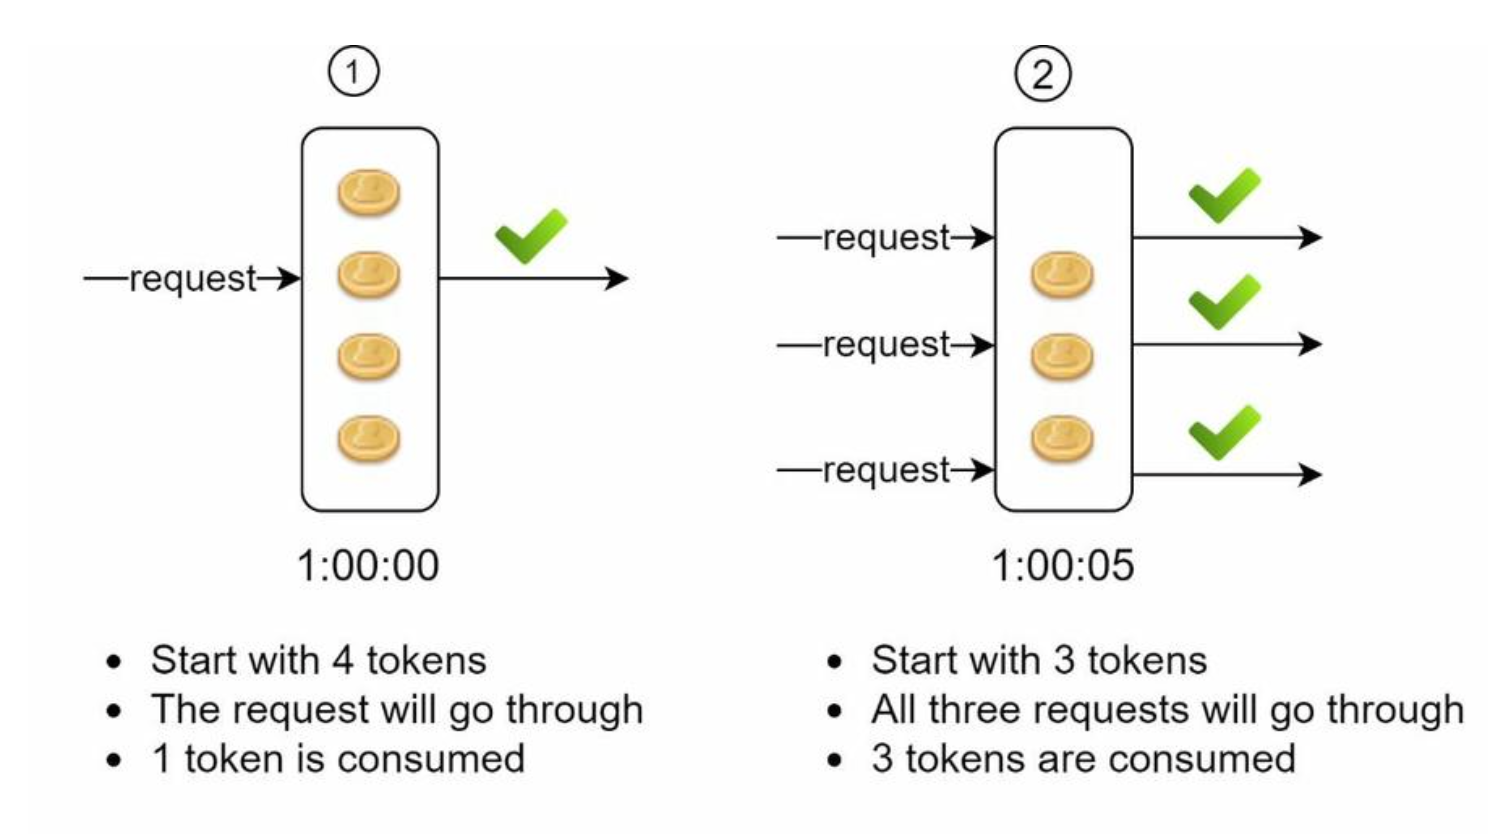 1
request
1:00:00
• Start with 4 tokens
• The request will go through
• 1 token is consumed
2
request
request
request
1:00:05
• Start with 3 tokens
• All three requests will go through
• 3 tokens are consumed